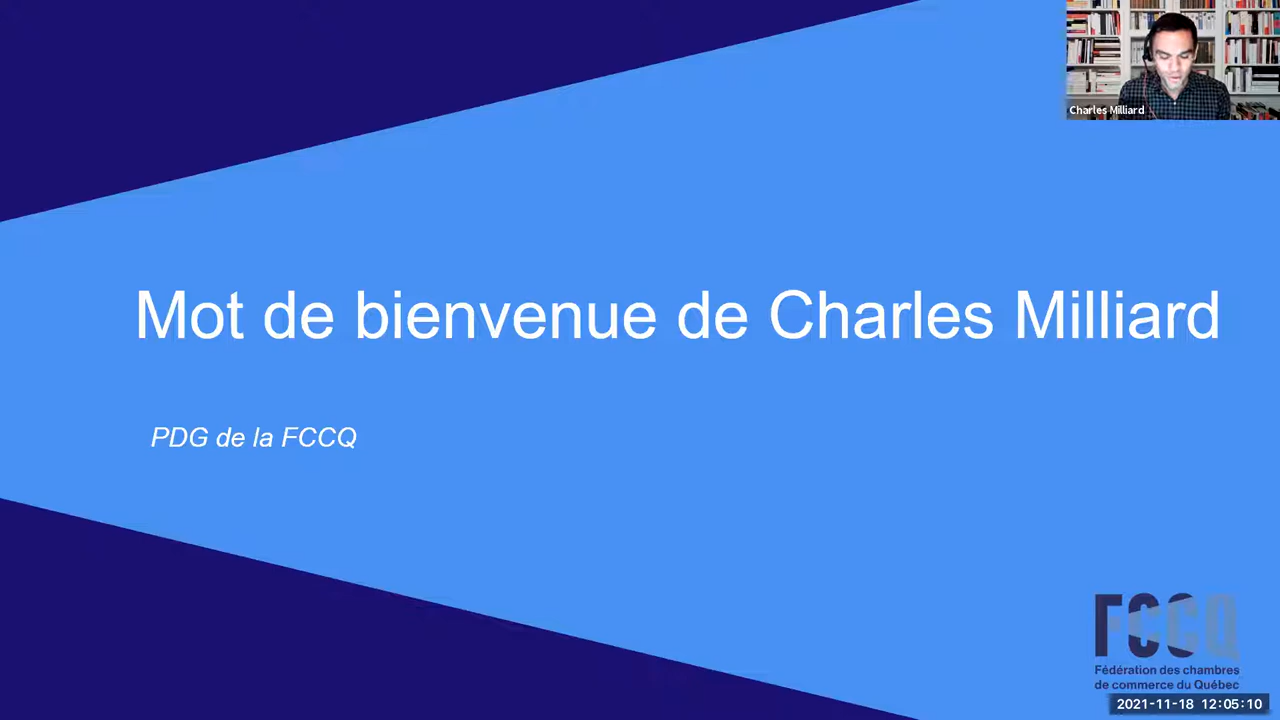 Charles Milliard
Mot de bienvenue de Charles Milliard
PDG de la FCCQ
FCCQ
Fédération des chambres
de commerce du Québec
2021-11-18 12:05:10